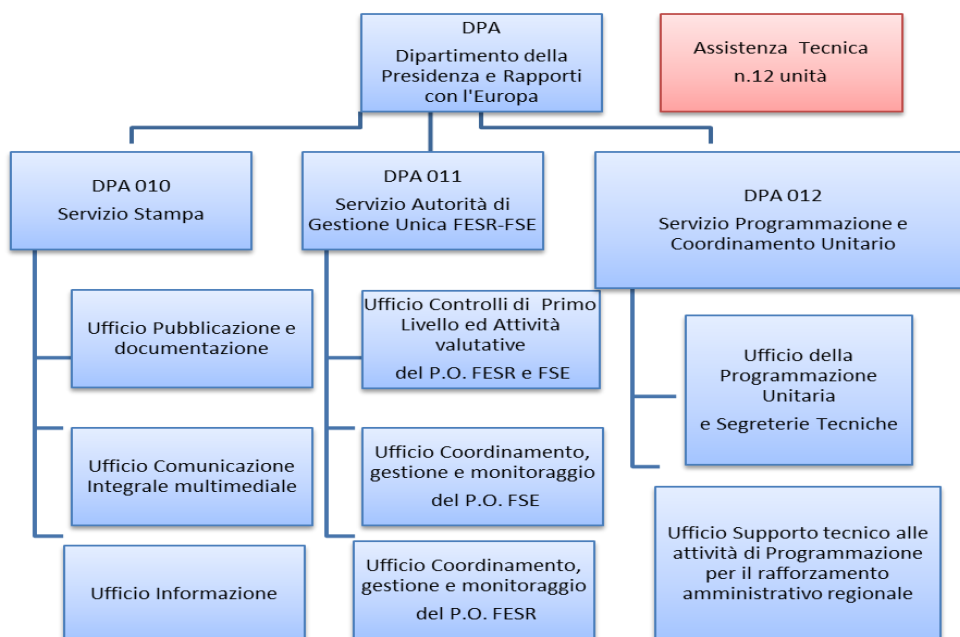 DPA
Dipartimento della
Presidenza e Rapporti
con l'Europa
Assistenza Tecnica
n.12 unità
DPA 010
Servizio Stampa
DPA 011
Servizio Autorità di
Gestione Unica FESR-FSE
DPA 012
Servizio Programmazione e
Coordinamento Unitario
Ufficio Pubblicazione e
documentazione
Ufficio Comunicazione
Integrale multimediale
Ufficio Informazione
Ufficio Controlli di Primo
Livello ed Attività
valutative
del P.O. FESR e FSE
Ufficio Coordinamento,
gestione e monitoraggio
del P.O. FSE
Ufficio Coordinamento,
gestione e monitoraggio
del P.O. FESR
Ufficio della
Programmazione
Unitaria
e Segreterie Tecniche
Ufficio Supporto tecnico alle
attività di Programmazione
per il rafforzamento
amministrativo regionale